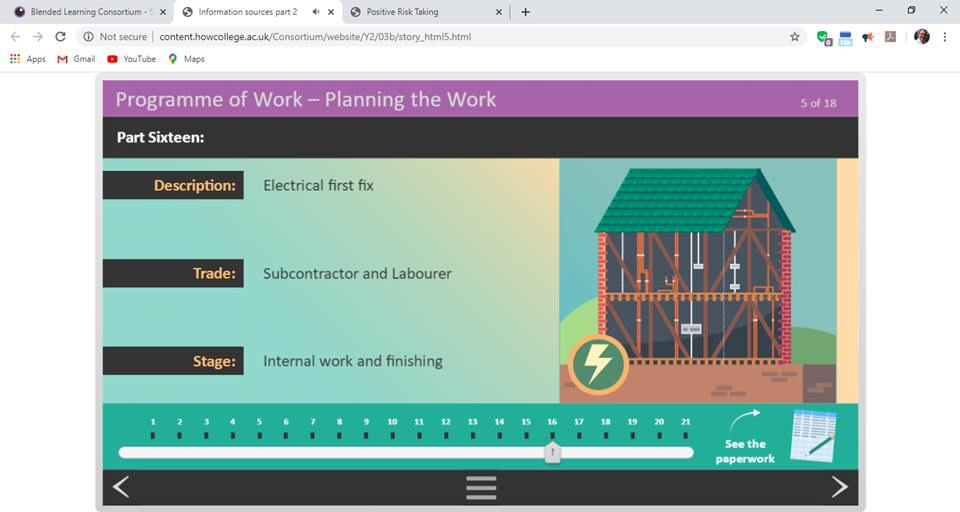 Blended Learning Consortium - S
Information sources part 2
Positive Risk Taking
Not secure | content.howcollege.ac.uk/Consortium/website/Y2/03b/story_html5.html
Apps Gmail YouTube Maps
Programme of Work – Planning the Work
5 of 18
Part Sixteen:
Description: Electrical first fix
Trade: Subcontractor and Labourer
Stage: Internal work and finishing
1 2 3 4 5 6 7 8 9 10 11 12 13 14 15 16 17 18 19 20 21
See the
paperwork